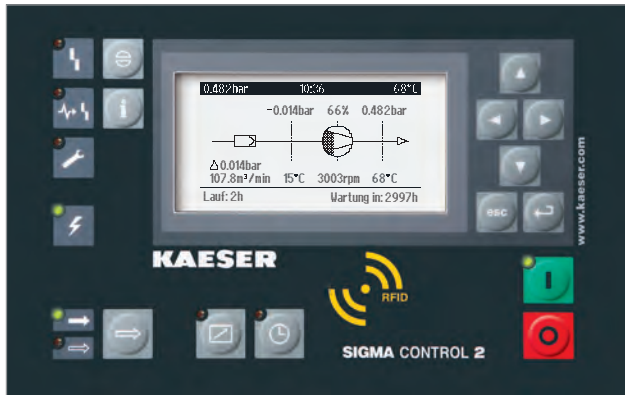 KAESER
0.482bar 10:36 68°C
-0.014bar 66% 0.482bar
Δ0.014bar
107.8m³/min 15°C 3003rpm 68°C
Lauf: 2h Wartung in: 2997h
esc
www.kaeser.com
KAESER
RFID
SIGMA CONTROL 2